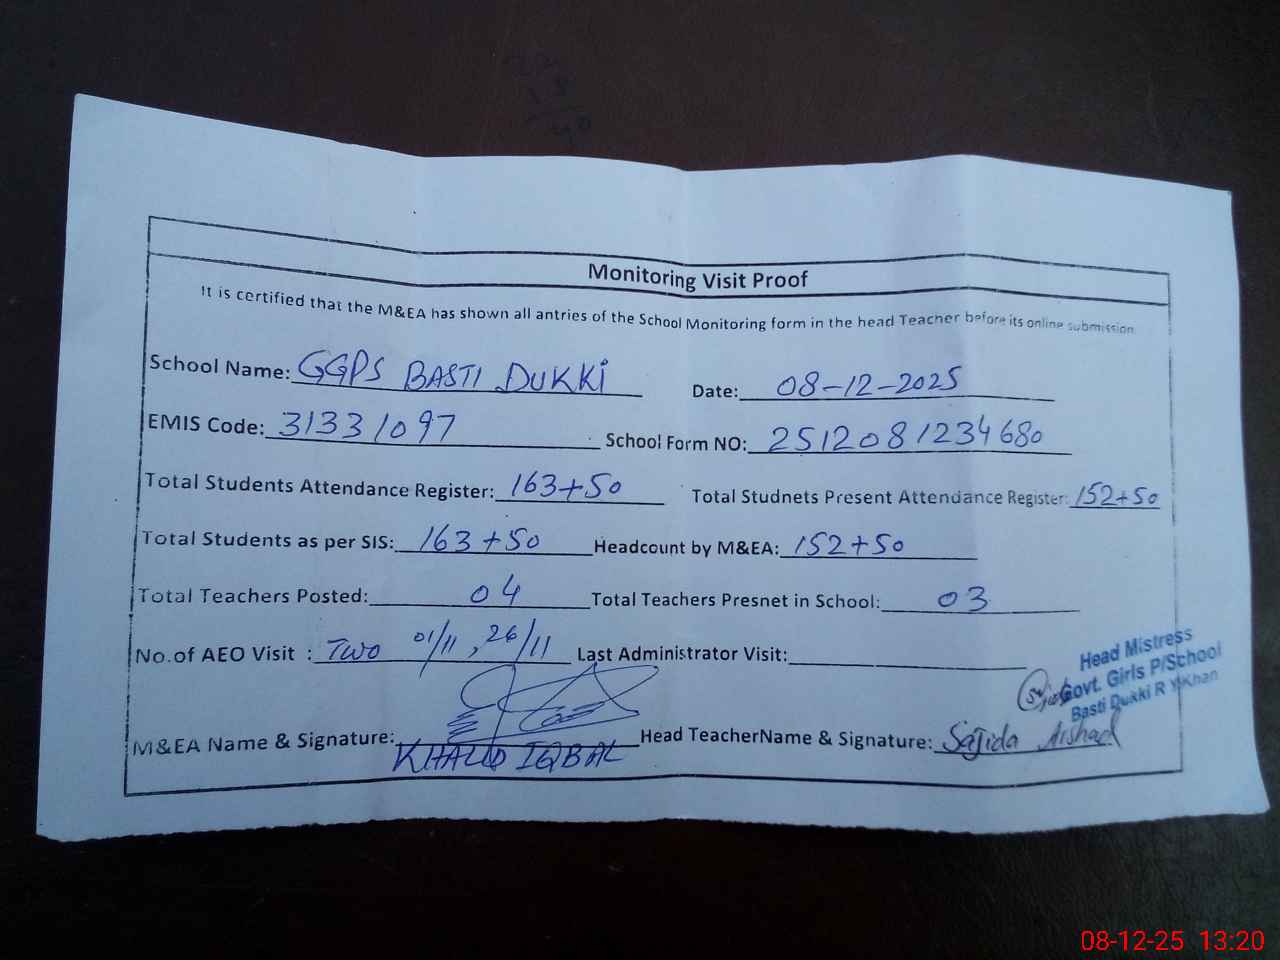 Monitoring Visit Proof
It is certified that the M&EA has shown all antries of the School Monitoring form in the head Teacher before its online submission
School Name: GGPS BASTI DUKKI Date: 08-12-2025
EMIS Code: 31331097 School Form NO: 2512081234680
Total Students Attendance Register: 163+50 Total Studnets Present Attendance Register: 152+50
Total Students as per SIS: 163+50 Headcount by M&EA: 152+50
Total Teachers Posted: 04 Total Teachers Presnet in School: 03
No.of AEO Visit : TWO 01/11, 26/11 Last Administrator Visit:
Head Mistress
Govt. Girls P/School
Basti Dukki R Y Khan
M&EA Name & Signature: KHALID IQBAL Head TeacherName & Signature: Sajida Arshad
08-12-25 13:20